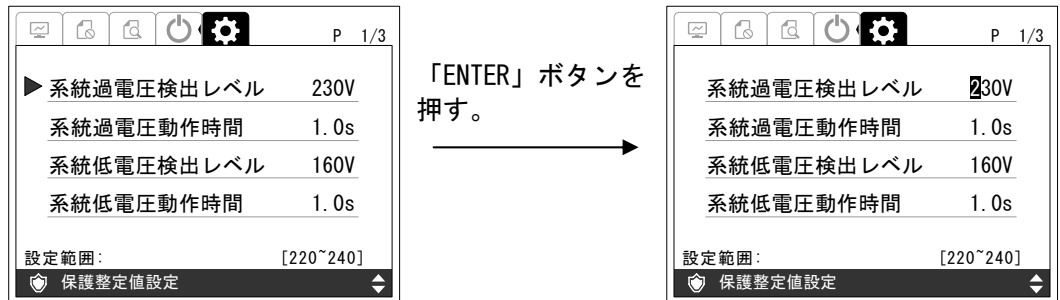 P 1/3
系統過電圧検出レベル 230V
系統過電圧動作時間 1.0s
系統低電圧検出レベル 160V
系統低電圧動作時間 1.0s
設定範囲: [220~240]
保護整定値設定
「ENTER」ボタンを
押す。
P 1/3
系統過電圧検出レベル 230V
系統過電圧動作時間 1.0s
系統低電圧検出レベル 160V
系統低電圧動作時間 1.0s
設定範囲: [220~240]
保護整定値設定